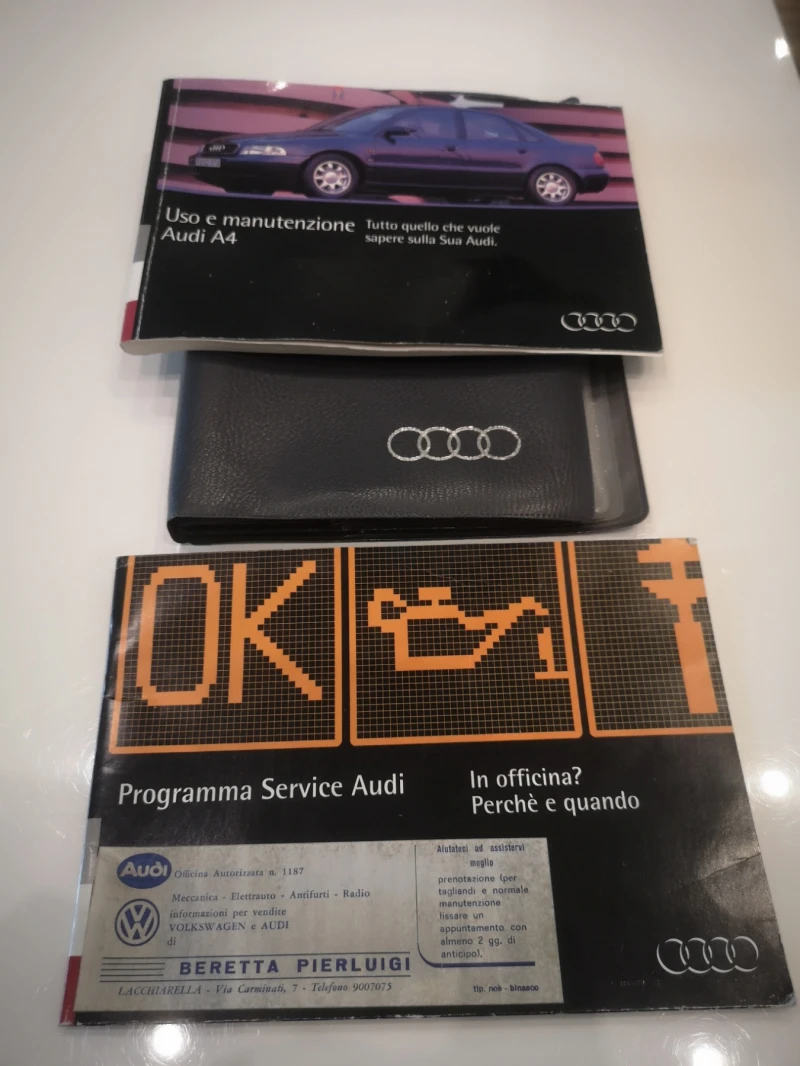 Uso e manutenzione
Audi A4
Tutto quello che vuole
sapere sulla Sua Audi.
OK
Programma Service Audi
In officina?
Perchè e quando
Audi Officina Autorizzata n. 1187
Meccanica - Elettrauto - Antifurti - Radio
informazioni per vendite
VOLKSWAGEN e AUDI
di
BERETTA PIERLUIGI
LACCHIARELLA - Via Carminati, 7 - Telefono 9007075
Aiutateci ad assistervi
meglio
prenotazione (per
tagliandi e normale
manutenzione
fissare un
appuntamento con
almeno 2 gg. di
anticipo).
tip. noè - binasco